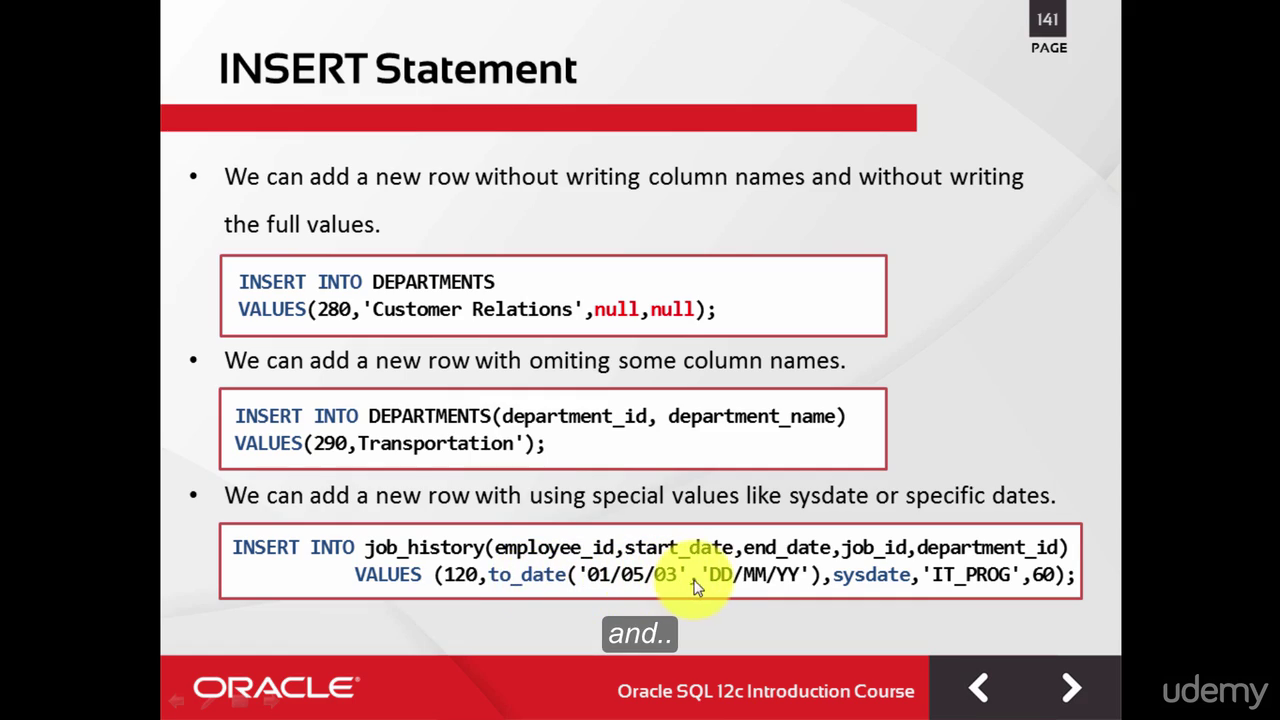 141
PAGE
INSERT Statement
• We can add a new row without writing column names and without writing
the full values.
INSERT INTO DEPARTMENTS
VALUES(280,'Customer Relations',null,null);
• We can add a new row with omiting some column names.
INSERT INTO DEPARTMENTS(department_id, department_name)
VALUES(290,Transportation');
• We can add a new row with using special values like sysdate or specific dates.
INSERT INTO job_history(employee_id,start_date,end_date,job_id,department_id)
VALUES (120,to_date('01/05/03','DD/MM/YY'),sysdate,'IT_PROG',60);
and..
ORACLE®
Oracle SQL 12c Introduction Course
udemy